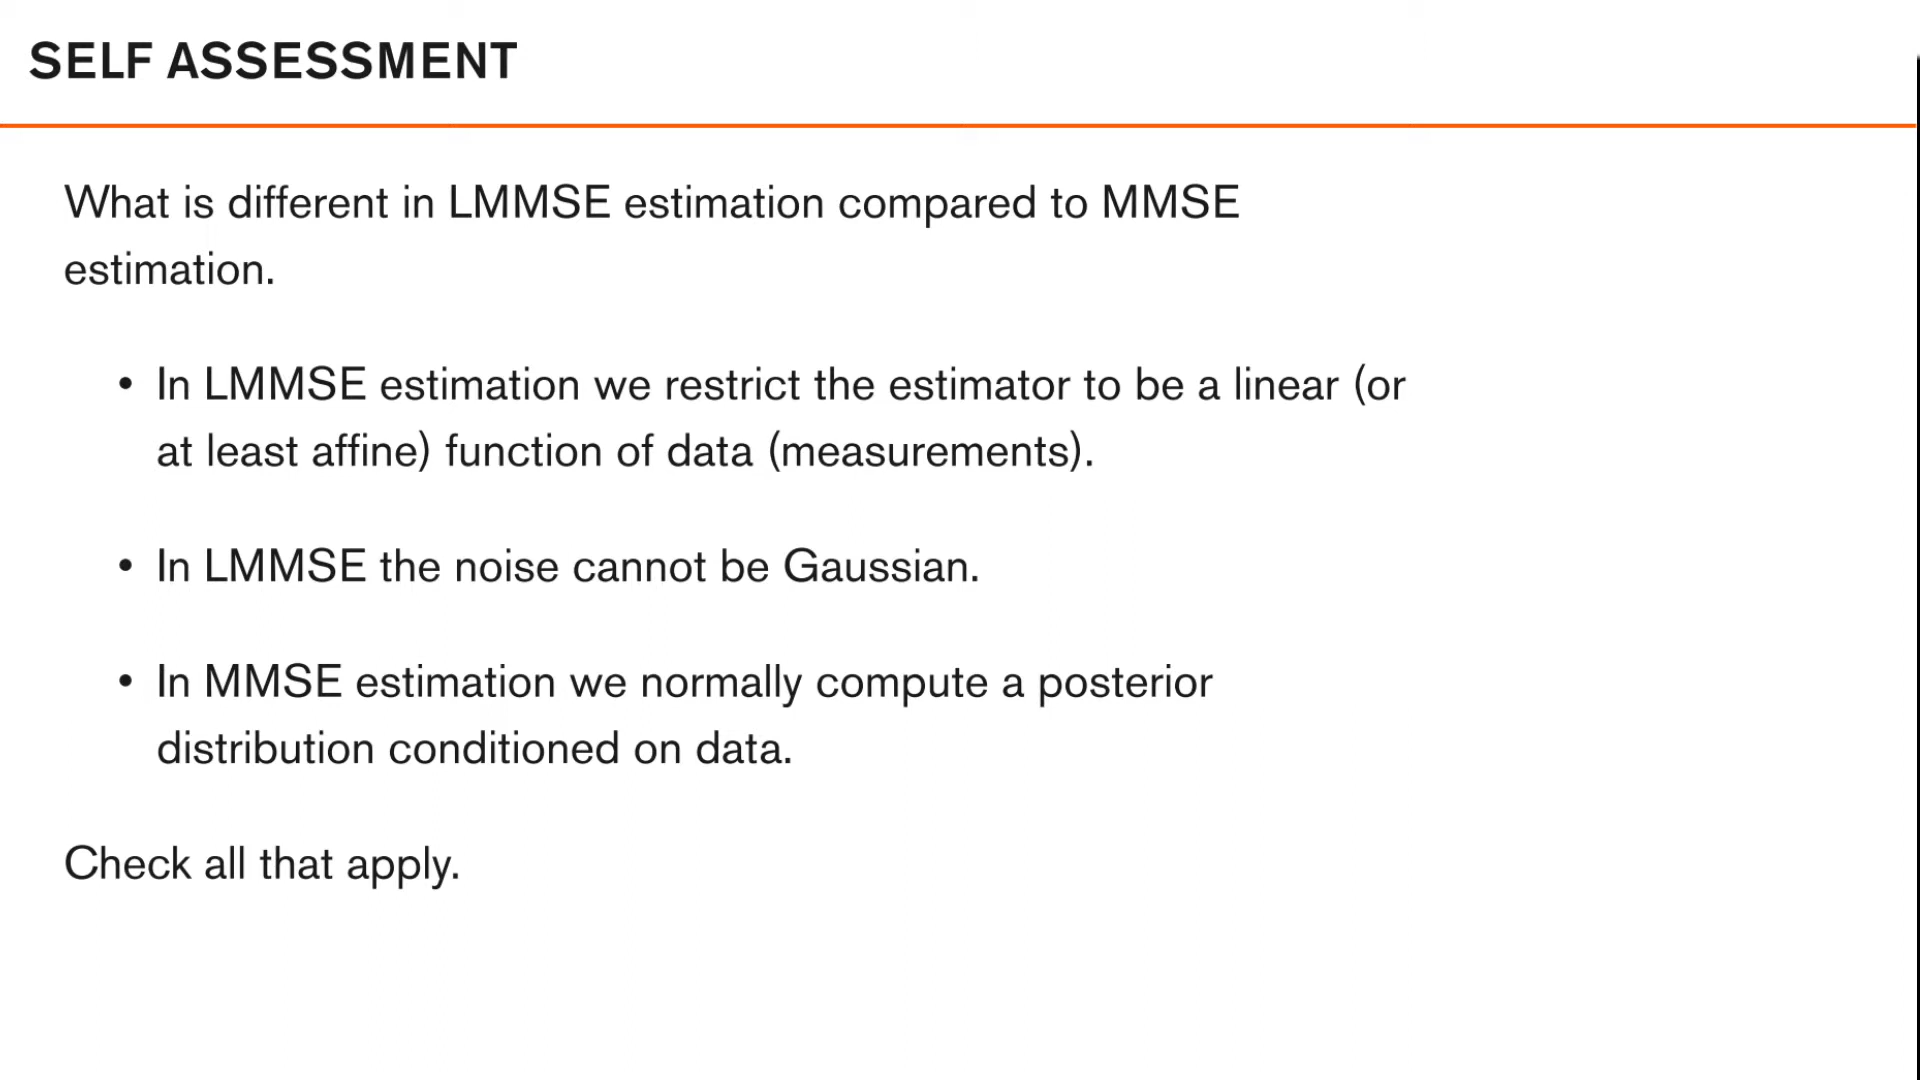 SELF ASSESSMENT
What is different in LMMSE estimation compared to MMSE
estimation.
• In LMMSE estimation we restrict the estimator to be a linear (or
at least affine) function of data (measurements).
• In LMMSE the noise cannot be Gaussian.
• In MMSE estimation we normally compute a posterior
distribution conditioned on data.
Check all that apply.